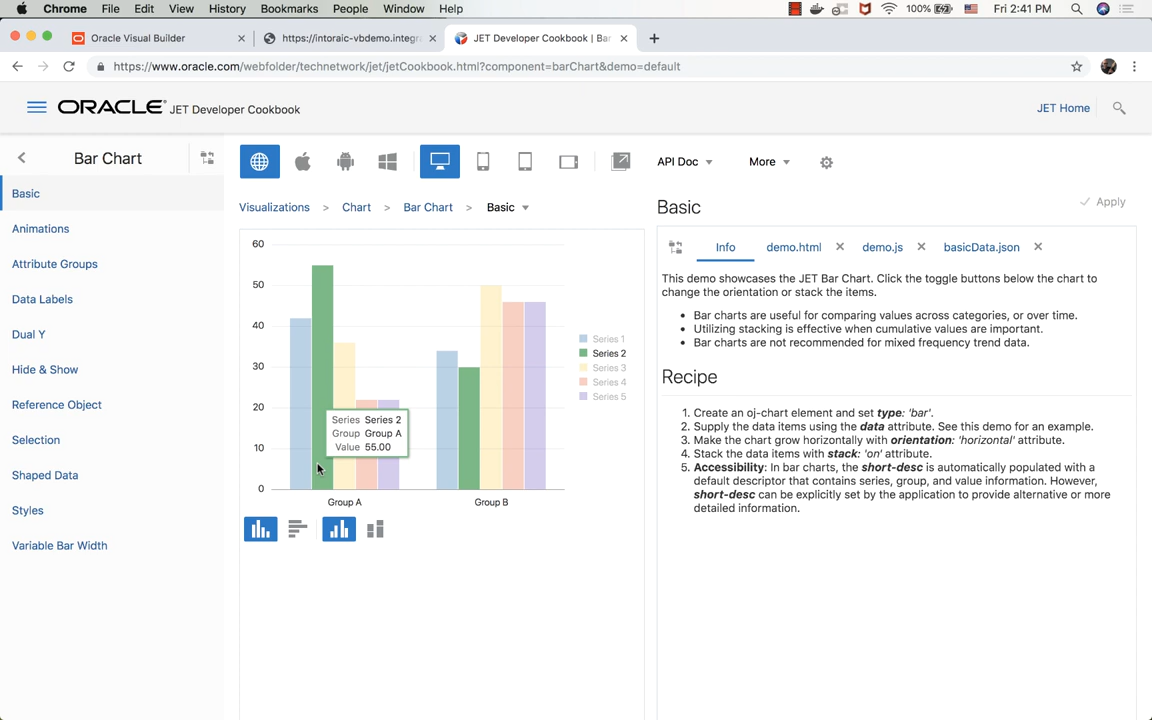 Chrome File Edit View History Bookmarks People Window Help 100% Fri 2:41 PM
Oracle Visual Builder https://intoraic-vbdemo.integr JET Developer Cookbook | Bar
https://www.oracle.com/webfolder/technetwork/jet/jetCookbook.html?component=barChart&demo=default
ORACLE® JET Developer Cookbook JET Home
Bar Chart API Doc More
Basic
Animations
Attribute Groups
Data Labels
Dual Y
Hide & Show
Reference Object
Selection
Shaped Data
Styles
Variable Bar Width
Visualizations > Chart > Bar Chart > Basic
60
50
40
30
20
10
0
Group A Group B
Series 1
Series 2
Series 3
Series 4
Series 5
Series Series 2
Group Group A
Value 55.00
Basic Apply
Info demo.html demo.js basicData.json
This demo showcases the JET Bar Chart. Click the toggle buttons below the chart to
change the orientation or stack the items.
• Bar charts are useful for comparing values across categories, or over time.
• Utilizing stacking is effective when cumulative values are important.
• Bar charts are not recommended for mixed frequency trend data.
Recipe
1. Create an oj-chart element and set type: 'bar'.
2. Supply the data items using the data attribute. See this demo for an example.
3. Make the chart grow horizontally with orientation: 'horizontal' attribute.
4. Stack the data items with stack: 'on' attribute.
5. Accessibility: In bar charts, the short-desc is automatically populated with a
default descriptor that contains series, group, and value information. However,
short-desc can be explicitly set by the application to provide alternative or more
detailed information.